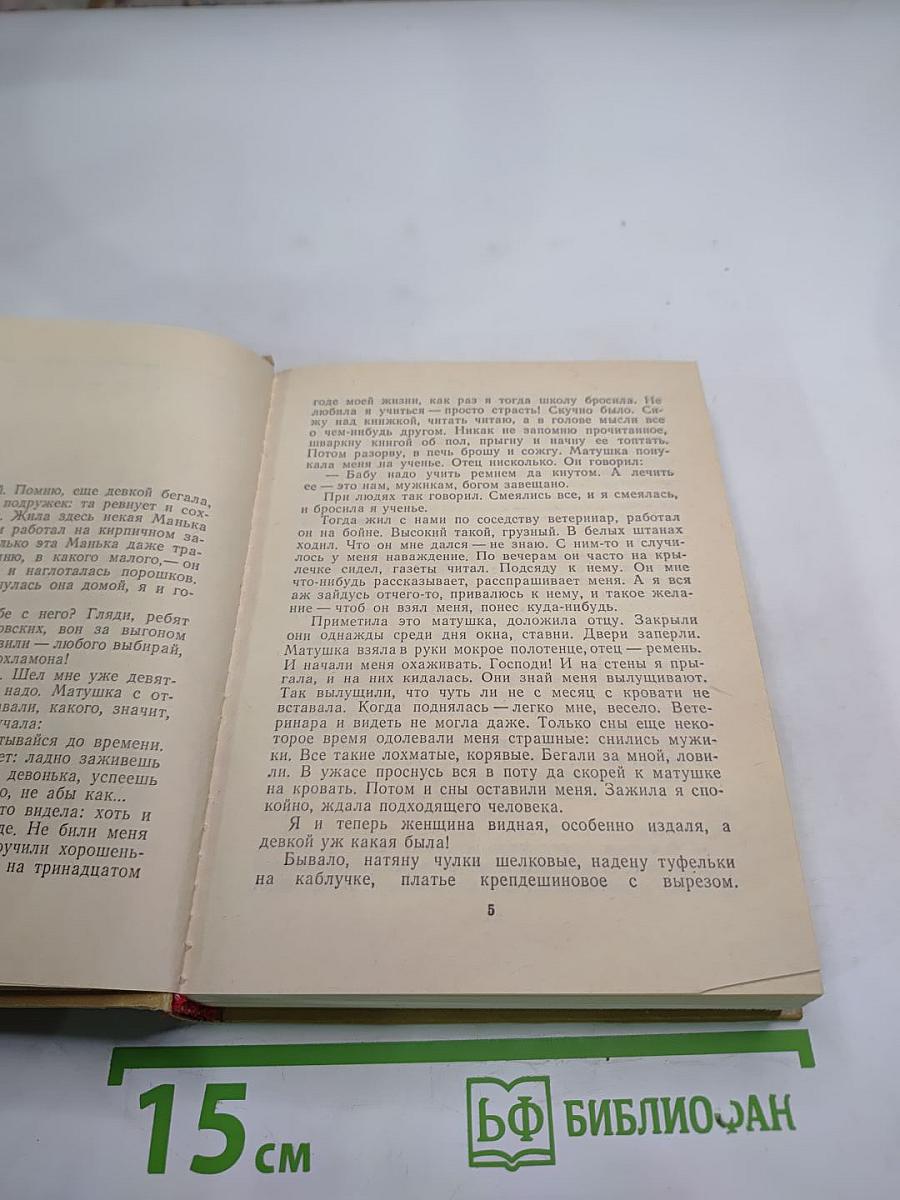 й. Помню, еще девкой бегала,
подружек: та ревнует и сох-
. Жила здесь некая Манька
м работал на кирпичном за-
лько эта Манька даже тра-
мню, в какого малого,— он
и наглоталась порошков.
нулась она домой, я и го-
бе с него? Гляди, ребят
овских, вон за выгоном
вили — любого выбирай,
охламона!
. Шел мне уже девят-
надо. Матушка с от-
вали, какого, значит,
учала:
тывайся до времени.
ет: ладно заживешь
девонька, успеешь
о, не абы как...
то видела: хоть и
де. Не били меня
ручили хорошень-
на тринадцатом
годе моей жизни, как раз я тогда школу бросила. Не
любила я учиться — просто страсть! Скучно было. Си-
жу над книжкой, читать читаю, а в голове мысли все
о чем-нибудь другом. Никак не запомню прочитанное,
шваркну книгой об пол, прыгну и начну ее топтать.
Потом разорву, в печь брошу и сожгу. Матушка пону-
кала меня на ученье. Отец нисколько. Он говорил:
— Бабу надо учить ремнем да кнутом. А лечить
ее — это нам, мужикам, богом завещано.
При людях так говорил. Смеялись все, и я смеялась,
и бросила я ученье.
Тогда жил с нами по соседству ветеринар, работал
он на бойне. Высокий такой, грузный. В белых штанах
ходил. Что он мне дался — не знаю. С ним-то и случи-
лось у меня наваждение. По вечерам он часто на кры-
лечке сидел, газеты читал. Подсяду к нему. Он мне
что-нибудь рассказывает, расспрашивает меня. А я вся
аж зайдусь отчего-то, привалюсь к нему, и такое жела-
ние — чтоб он взял меня, понес куда-нибудь.
Приметила это матушка, доложила отцу. Закрыли
они однажды среди дня окна, ставни. Двери заперли.
Матушка взяла в руки мокрое полотенце, отец — ремень.
И начали меня охаживать. Господи! И на стены я пры-
гала, и на них кидалась. Они знай меня вылущивают.
Так вылущили, что чуть ли не с месяц с кровати не
вставала. Когда поднялась — легко мне, весело. Вете-
ринара и видеть не могла даже. Только сны еще неко-
торое время одолевали меня страшные: снились мужи-
ки. Все такие лохматые, корявые. Бегали за мной, лови-
ли. В ужасе проснусь вся в поту да скорей к матушке
на кровать. Потом и сны оставили меня. Зажила я спо-
койно, ждала подходящего человека.
Я и теперь женщина видная, особенно издаля, а
девкой уж какая была!
Бывало, натяну чулки шелковые, надену туфельки
на каблучке, платье крепдешиновое с вырезом.
5
15 см
БФ БИБЛИОФАН